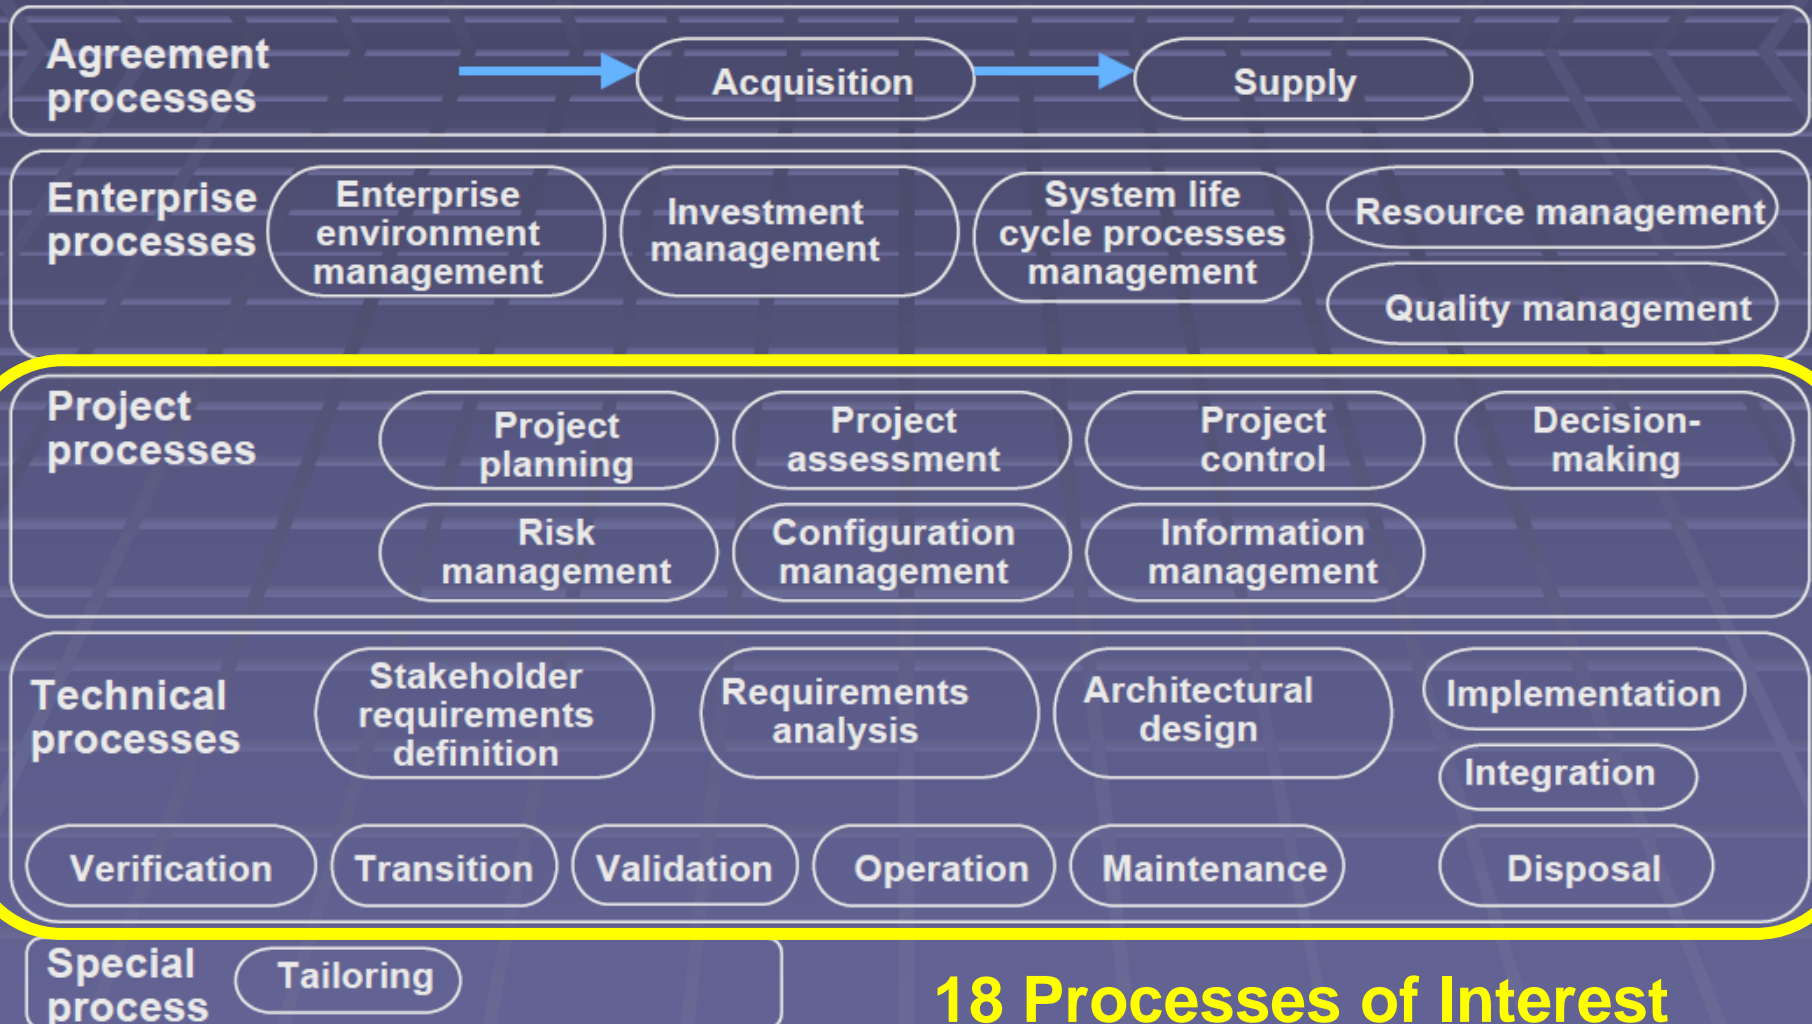 Agreement
processes
Acquisition
Supply
Enterprise
processes
Enterprise
environment
management
Investment
management
System life
cycle processes
management
Resource management
Quality management
Project
processes
Project
planning
Project
assessment
Project
control
Decision-
making
Risk
management
Configuration
management
Information
management
Technical
processes
Stakeholder
requirements
definition
Requirements
analysis
Architectural
design
Implementation
Integration
Verification
Transition
Validation
Operation
Maintenance
Disposal
Special
process
Tailoring
18 Processes of Interest